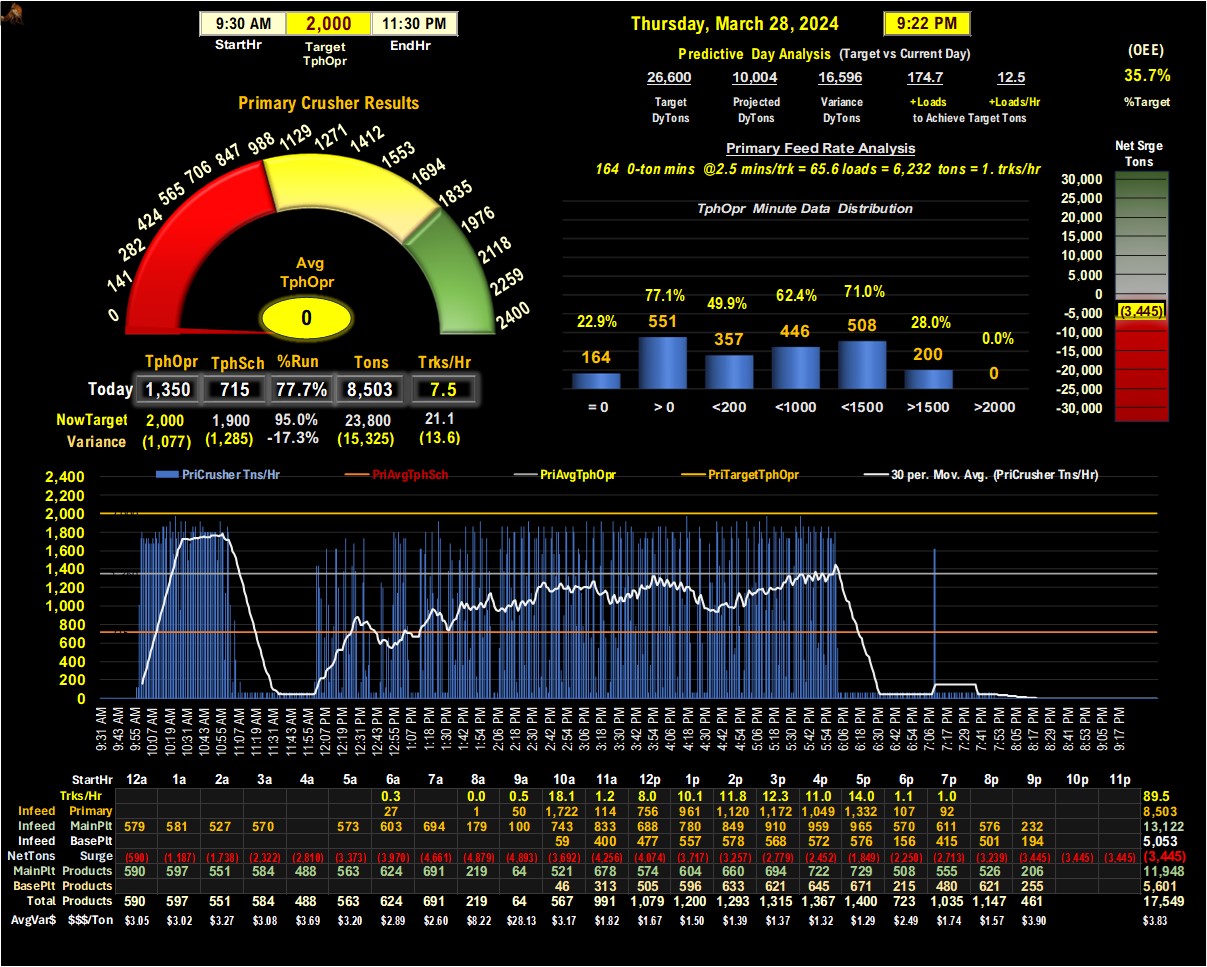 9:30 AM 2,000 11:30 PM
StartHr Target TphOpr EndHr
Thursday, March 28, 2024 9:22 PM
Predictive Day Analysis (Target vs Current Day)
26,600 10,004 16,596 174.7 12.5
Target DyTons Projected DyTons Variance DyTons +Loads +Loads/Hr
to Achieve Target Tons
(OEE)
35.7%
%Target
Primary Crusher Results
0 141 282 424 565 706 847 988 1129 1271 1412 1553 1694 1835 1976 2118 2259 2400
Avg
TphOpr
0
TphOpr TphSch %Run Tons Trks/Hr
Today 1,350 715 77.7% 8,503 7.5
NowTarget 2,000 1,900 95.0% 23,800 21.1
Variance (1,077) (1,285) -17.3% (15,325) (13.6)
Primary Feed Rate Analysis
164 0-ton mins @2.5 mins/trk = 65.6 loads = 6,232 tons = 1. trks/hr
TphOpr Minute Data Distribution
22.9% 77.1% 49.9% 62.4% 71.0% 28.0% 0.0%
164 551 357 446 508 200 0
= 0 > 0 <200 <1000 <1500 >1500 >2000
Net Srge
Tons
30,000
25,000
20,000
15,000
10,000
5,000
0
(3,445)
-5,000
-10,000
-15,000
-20,000
-25,000
-30,000
PriCrusher Tns/Hr PriAvgTphSch PriAvgTphOpr PriTargetTphOpr 30 per. Mov. Avg. (PriCrusher Tns/Hr)
2,400
2,200
2,000
1,800
1,600
1,400
1,200
1,000
800
600
400
200
0
9:31 AM 9:43 AM 9:55 AM 10:07 AM 10:19 AM 10:31 AM 10:43 AM 10:55 AM 11:07 AM 11:19 AM 11:31 AM 11:43 AM 11:55 AM 12:07 PM 12:19 PM 12:31 PM 12:43 PM 12:55 PM 1:07 PM 1:18 PM 1:30 PM 1:42 PM 1:54 PM 2:06 PM 2:18 PM 2:30 PM 2:42 PM 2:54 PM 3:06 PM 3:18 PM 3:30 PM 3:42 PM 3:54 PM 4:06 PM 4:18 PM 4:30 PM 4:42 PM 4:54 PM 5:06 PM 5:18 PM 5:30 PM 5:42 PM 5:54 PM 6:06 PM 6:18 PM 6:30 PM 6:42 PM 6:54 PM 7:06 PM 7:17 PM 7:29 PM 7:41 PM 7:53 PM 8:05 PM 8:17 PM 8:29 PM 8:41 PM 8:53 PM 9:05 PM 9:17 PM
StartHr 12a 1a 2a 3a 4a 5a 6a 7a 8a 9a 10a 11a 12p 1p 2p 3p 4p 5p 6p 7p 8p 9p 10p 11p
Trks/Hr 0.3 0.0 0.5 18.1 1.2 8.0 10.1 11.8 12.3 11.0 14.0 1.1 1.0 89.5
Infeed Primary 27 1 50 1,722 114 756 961 1,120 1,172 1,049 1,332 107 92 8,503
Infeed MainPlt 579 581 527 570 573 603 694 179 100 743 833 688 780 849 910 959 965 570 611 576 232 13,122
Infeed BasePlt 59 400 477 557 578 568 572 576 156 415 501 194 5,053
NetTons Surge (590) (1,187) (1,738) (2,322) (2,810) (3,373) (3,970) (4,661) (4,879) (4,893) (3,692) (4,256) (4,074) (3,717) (3,257) (2,779) (2,452) (1,849) (2,250) (2,713) (3,239) (3,445) (3,445) (3,445) (3,445)
MainPlt Products 590 597 551 584 488 563 624 691 219 64 521 678 574 604 660 694 722 729 508 555 526 206 11,948
BasePlt Products 46 313 505 596 633 621 645 671 215 480 621 255 5,601
Total Products 590 597 551 584 488 563 624 691 219 64 567 991 1,079 1,200 1,293 1,315 1,367 1,400 723 1,035 1,147 461 17,549
AvgVar$ $$$/Ton $3.05 $3.02 $3.27 $3.08 $3.69 $3.20 $2.89 $2.60 $8.22 $28.13 $3.17 $1.82 $1.67 $1.50 $1.39 $1.37 $1.32 $1.29 $2.49 $1.74 $1.57 $3.90 $3.83